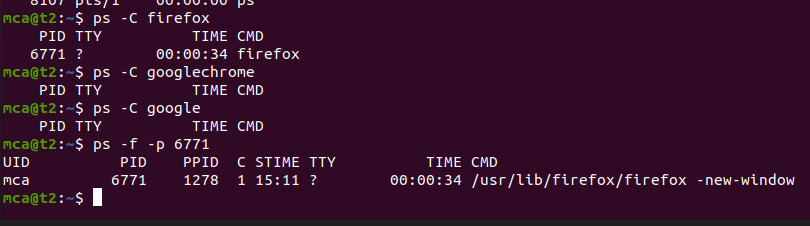 8107 pts/1 00:00:00 ps
mca@t2:~$ ps -C firefox
PID TTY TIME CMD
6771 ? 00:00:34 firefox
mca@t2:~$ ps -C googlechrome
PID TTY TIME CMD
mca@t2:~$ ps -C google
PID TTY TIME CMD
mca@t2:~$ ps -f -p 6771
UID PID PPID C STIME TTY TIME CMD
mca 6771 1278 1 15:11 ? 00:00:34 /usr/lib/firefox/firefox -new-window
mca@t2:~$